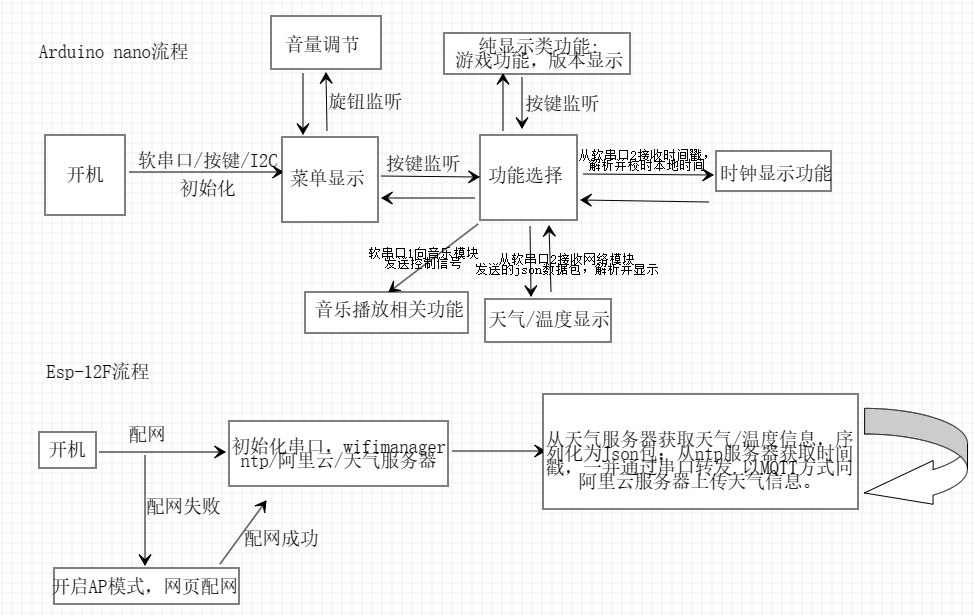 Arduino nano流程
音量调节
纯显示类功能:
游戏功能, 版本显示
旋钮监听
按键监听
开机
软串口/按键/I2C
初始化
菜单显示
按键监听
功能选择
从软串口2接收时间戳,
解析并校时本地时间
时钟显示功能
软串口1向音乐模块
发送控制信号
从软串口2接收网络模块
发送的json数据包, 解析并显示
音乐播放相关功能
天气/温度显示
Esp-12F流程
开机
配网
初始化串口, wifimanager
ntp/阿里云/天气服务器
从天气服务器获取天气/温度信息, 序
列化为Json包; 从ntp服务器获取时间
戳, 一并通过串口转发.以MQTT方式向
阿里云服务器上传天气信息。
配网失败
配网成功
开启AP模式, 网页配网